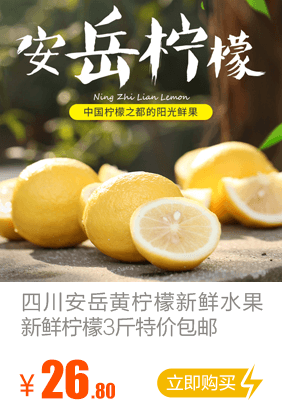 安岳柠檬
Ning Zhi Lian Lemon
中国柠檬之都的阳光鲜果
四川安岳黄柠檬新鲜水果
新鲜柠檬3斤特价包邮
¥26.80
立即购买